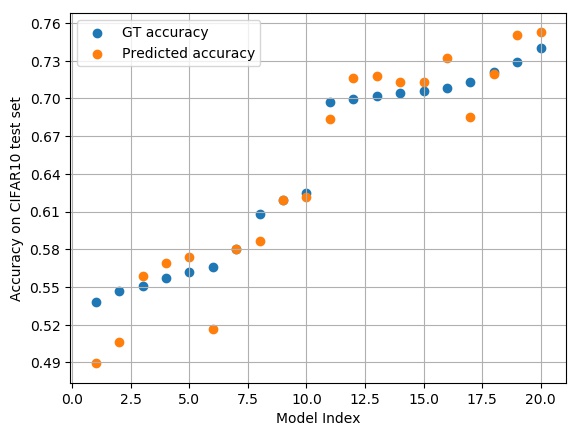 GT accuracy
Predicted accuracy
Accuracy on CIFAR10 test set
0.76
0.73
0.70
0.67
0.64
0.61
0.58
0.55
0.52
0.49
0.0 2.5 5.0 7.5 10.0 12.5 15.0 17.5 20.0
Model Index